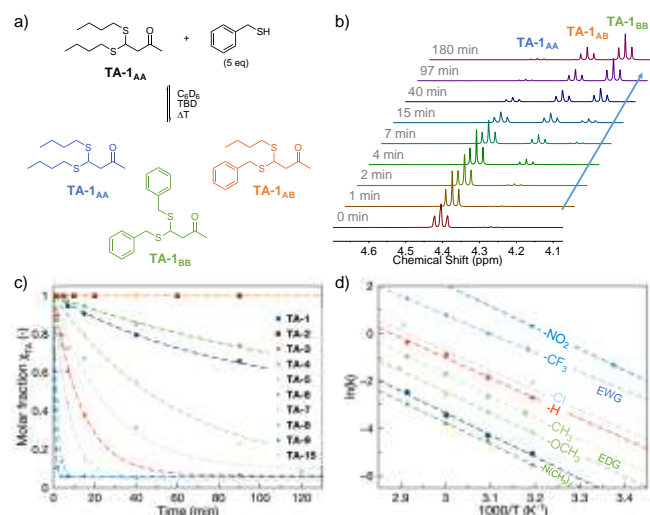 a)
S
S
O
TA-1AA
+
SH
(5 eq)
C6D6
TBD
ΔT
S
S
O
TA-1AA
S
S
O
TA-1AB
S
S
O
TA-1BB
b)
TA-1AA
TA-1AB
TA-1BB
180 min
97 min
40 min
15 min
7 min
4 min
2 min
1 min
0 min
4.6
4.5
4.4
4.3
4.2
4.1
Chemical Shift (ppm)
c)
Molar fraction xTA [-]
1
0.8
0.6
0.4
0.2
0
TA-1
TA-2
TA-3
TA-4
TA-5
TA-6
TA-7
TA-8
TA-9
TA-15
0
20
40
60
80
100
120
Time (min)
d)
ln(k)
2
0
-2
-4
-6
-NO2
-CF3
-Cl
EWG
-H
-CH3
-OCH3
EDG
-N(CH3)2
2.9
3
3.1
3.2
3.3
3.4
1000/T (K-1)